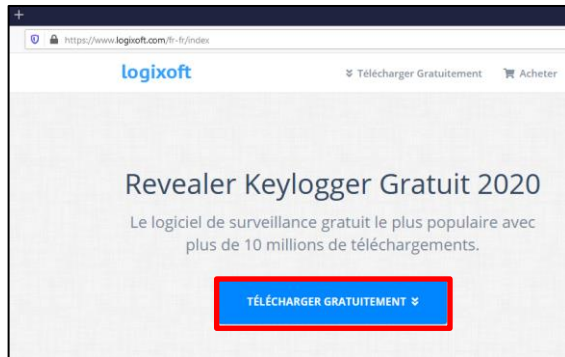 +
https://www.logixoft.com/fr-fr/index
logixoft
Télécharger Gratuitement
Acheter
Revealer Keylogger Gratuit 2020
Le logiciel de surveillance gratuit le plus populaire avec
plus de 10 millions de téléchargements.
TÉLÉCHARGER GRATUITEMENT